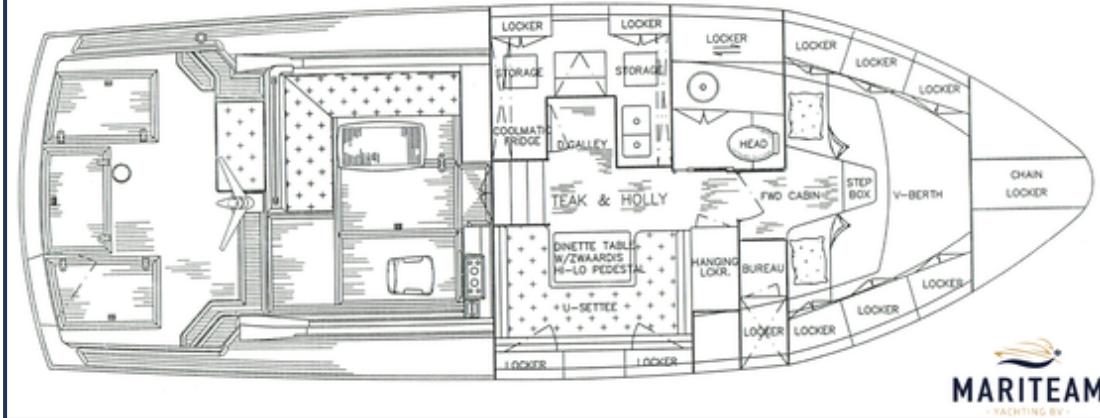 LOCKER
LOCKER
LOCKER
LOCKER
LOCKER
LOCKER
STORAGE
STORAGE
COOLMATIC
FRIDGE
D.GALLEY
HEAD
TEAK & HOLLY
FWD CABIN
STEP
BOX
V-BERTH
CHAIN
LOCKER
DINETTE TABLE
W/ZWAARDIS
HI-LO PEDESTAL
U-SETTEE
HANGING
LCKR.
BUREAU
LOCKER
LOCKER
LOCKER
LOCKER
LOCKER
LOCKER
MARITEAM
- YACHTING BV -